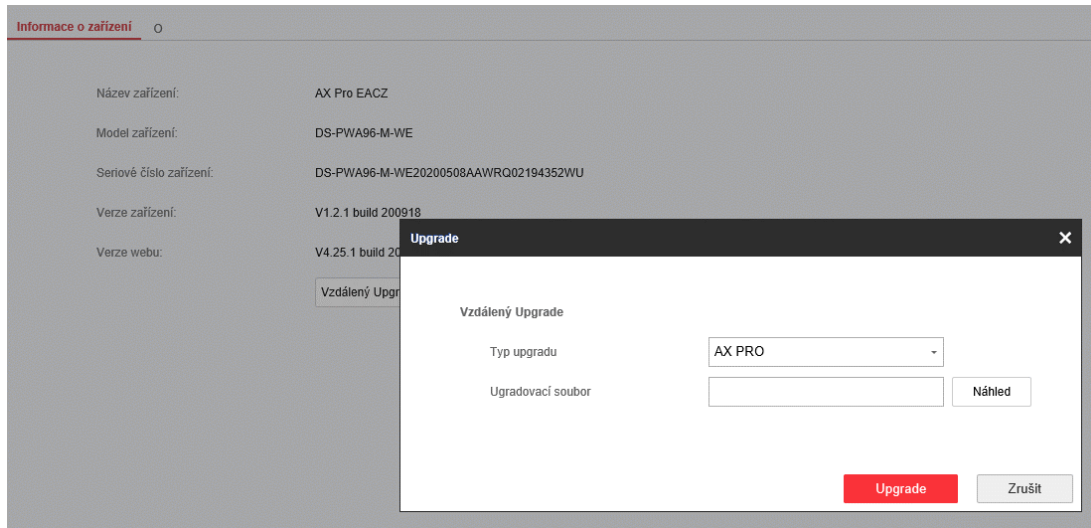 Informace o zařízení O
Název zařízení: AX Pro EACZ
Model zařízení: DS-PWA96-M-WE
Seriové číslo zařízení: DS-PWA96-M-WE20200508AAWRQ02194352WU
Verze zařízení: V1.2.1 build 200918
Verze webu: V4.25.1 build 20
Vzdálený Upgr
Upgrade
Vzdálený Upgrade
Typ upgradu AX PRO
Ugradovací soubor Náhled
Upgrade Zrušit